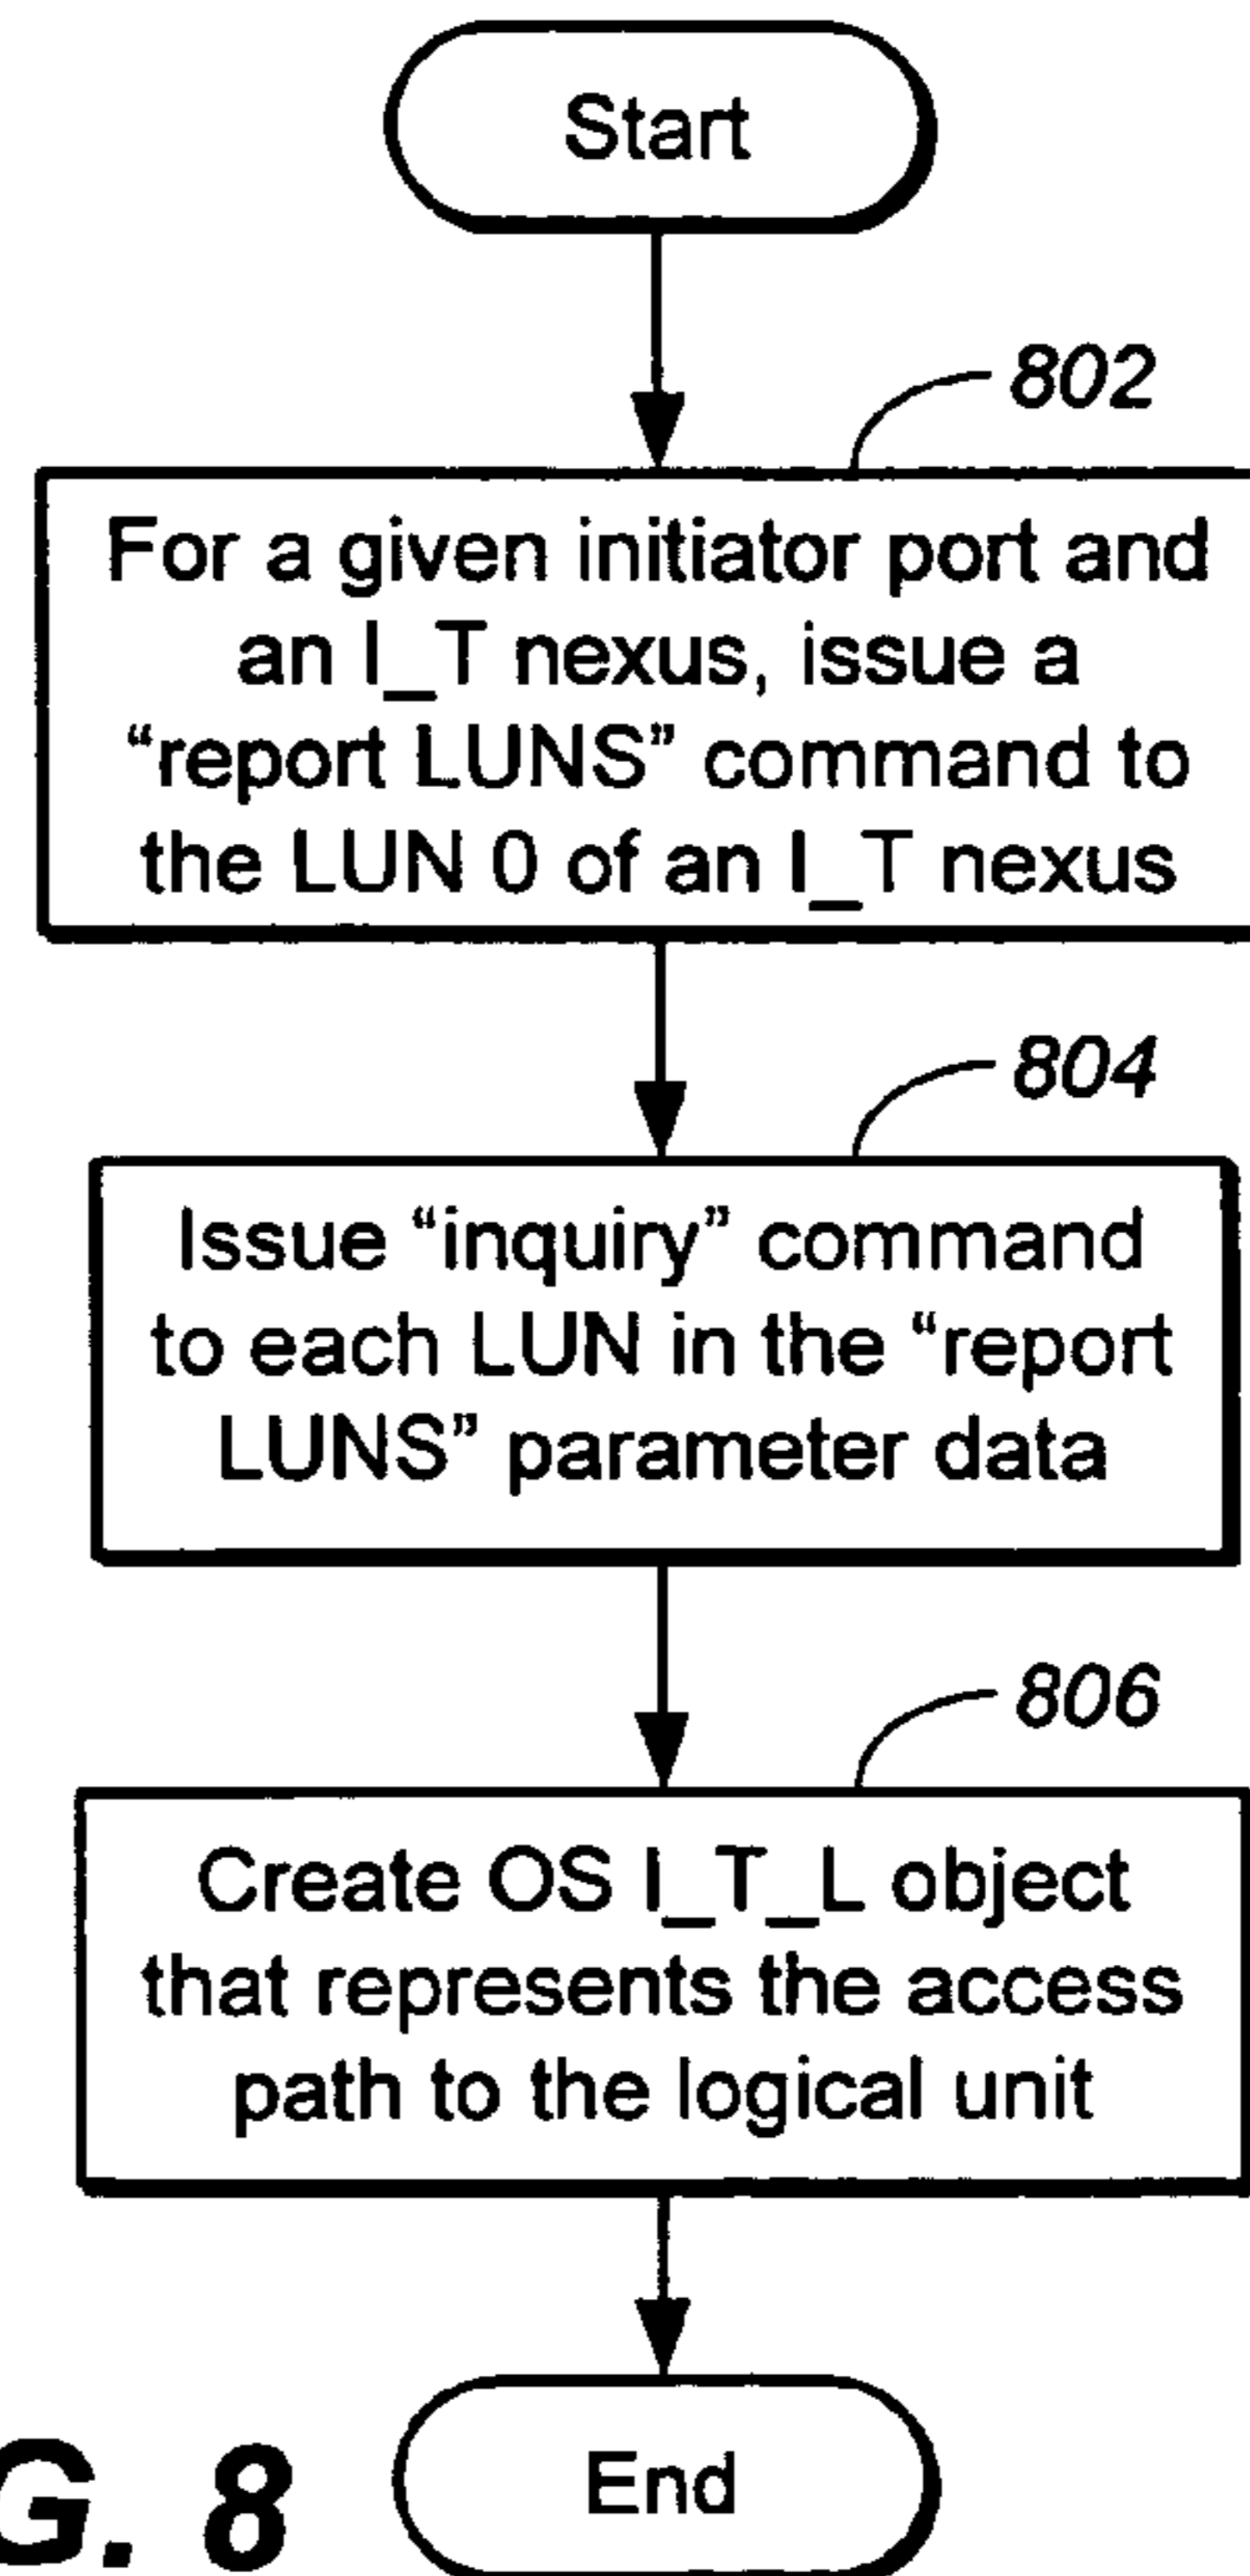 Start
802
For a given initiator port and
an I_T nexus, issue a
“report LUNS” command to
the LUN 0 of an I_T nexus
804
Issue “inquiry” command
to each LUN in the “report
LUNS” parameter data
806
Create OS I_T_L object
that represents the access
path to the logical unit
End
G. 8